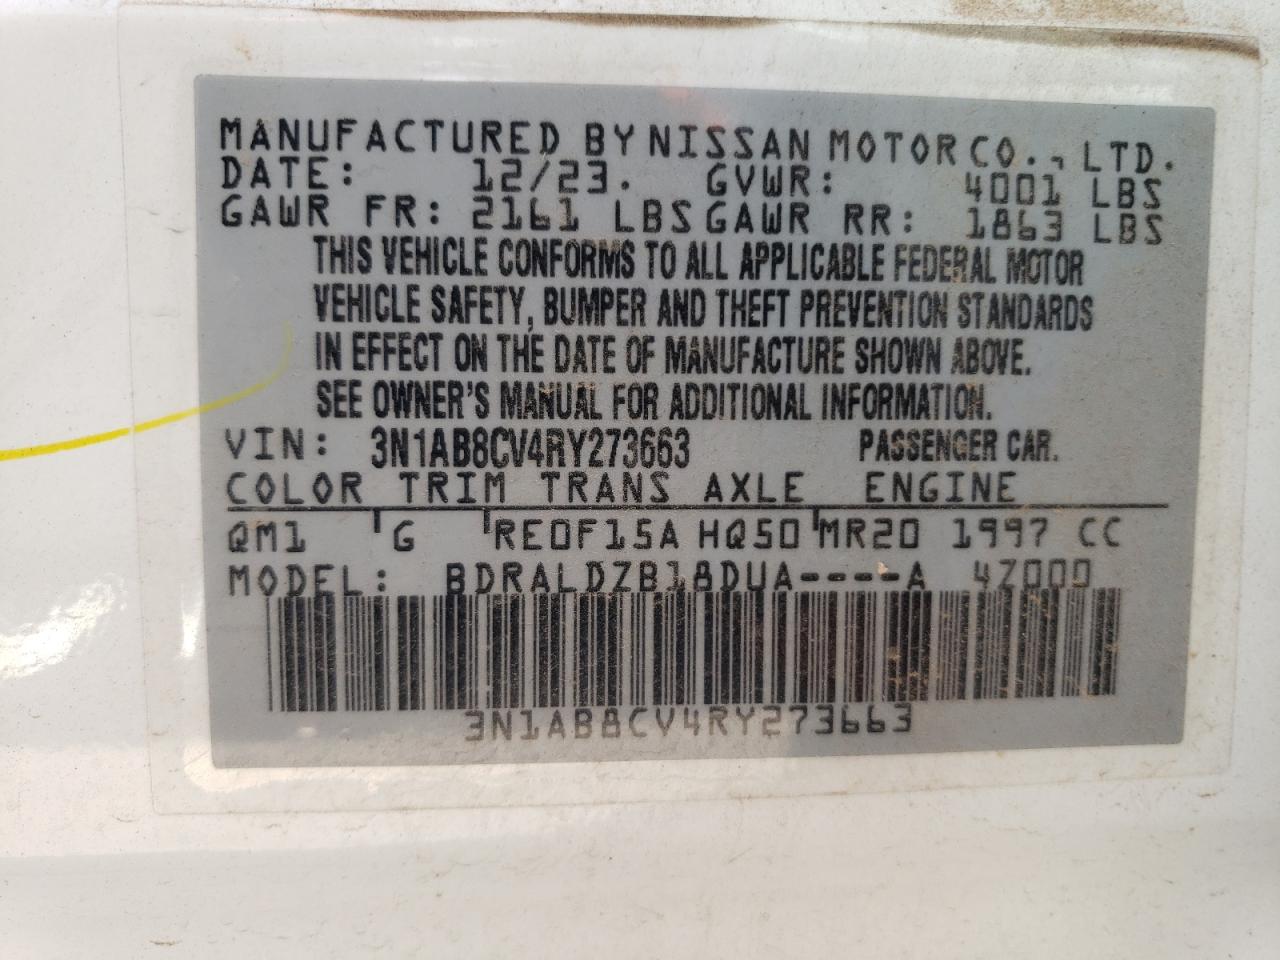 MANUFACTURED BY NISSAN MOTOR CO., LTD.
DATE: 12/23. GVWR: 4001 LBS
GAWR FR: 2161 LBS GAWR RR: 1863 LBS
THIS VEHICLE CONFORMS TO ALL APPLICABLE FEDERAL MOTOR
VEHICLE SAFETY, BUMPER AND THEFT PREVENTION STANDARDS
IN EFFECT ON THE DATE OF MANUFACTURE SHOWN ABOVE.
SEE OWNER'S MANUAL FOR ADDITIONAL INFORMATION.
VIN: 3N1AB8CV4RY273663 PASSENGER CAR.
COLOR TRIM TRANS AXLE ENGINE
QM1 G RE0F15A HQ50 MR20 1997 CC
MODEL: BDRALDZB18DUA----A 4Z000
3N1AB8CV4RY273663